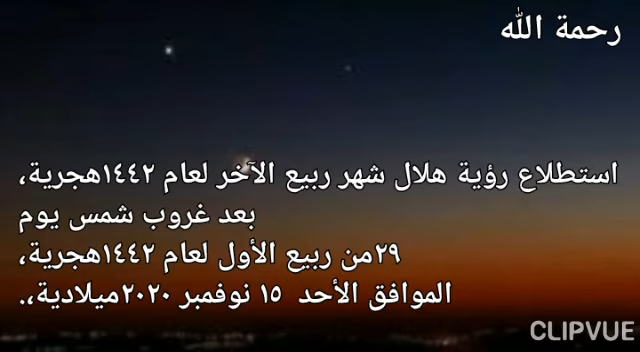 رحمة الله
استطلاع رؤية هلال شهر ربيع الآخر لعام ١٤٤٢هجرية،
بعد غروب شمس يوم
٢٩من ربيع الأول لعام ١٤٤٢هجرية،
الموافق الأحد ١٥ نوفمبر ٢٠٢٠ميلادية،.
CLIPVUE